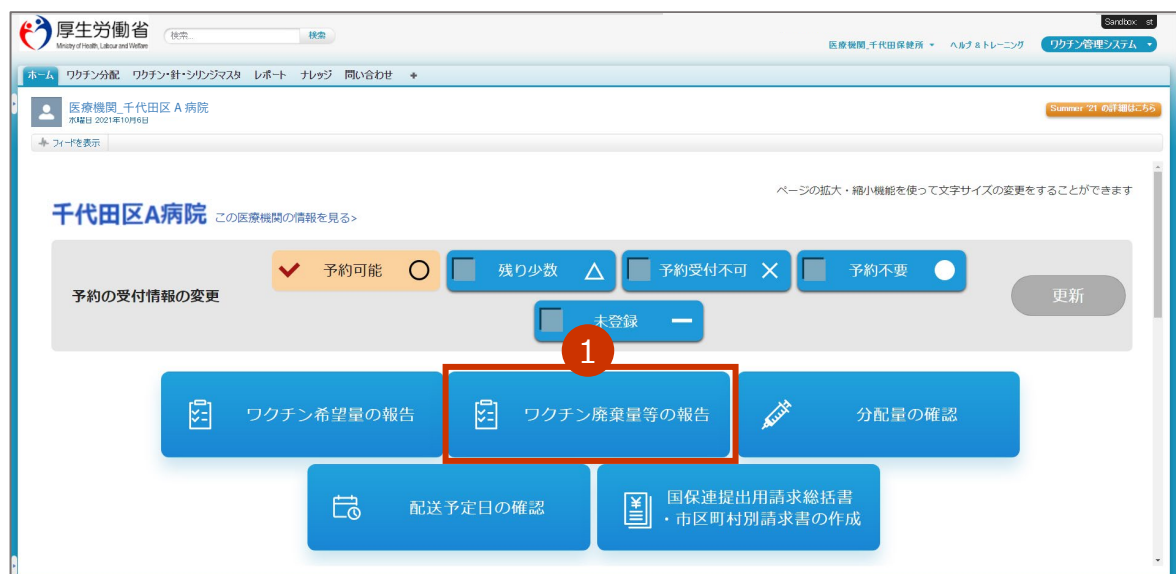 Sandbox: st
厚生労働省
Ministry of Health, Labour and Welfare
検索...
検索
医療機関_千代田保健所
ヘルプ & トレーニング
ワクチン管理システム
ホーム ワクチン分配 ワクチン・針・シリンジマスタ レポート ナレッジ 問い合わせ +
医療機関_千代田区 A 病院
水曜日 2021年10月6日
Summer '21 の詳細はこちら
フィードを表示
ページの拡大・縮小機能を使って文字サイズの変更をすることができます
千代田区A病院 この医療機関の情報を見る>
予約の受付情報の変更
予約可能
残り少数
予約受付不可
予約不要
未登録
更新
1
ワクチン希望量の報告
ワクチン廃棄量等の報告
分配量の確認
配送予定日の確認
国保連提出用請求総括書
・市区町村別請求書の作成